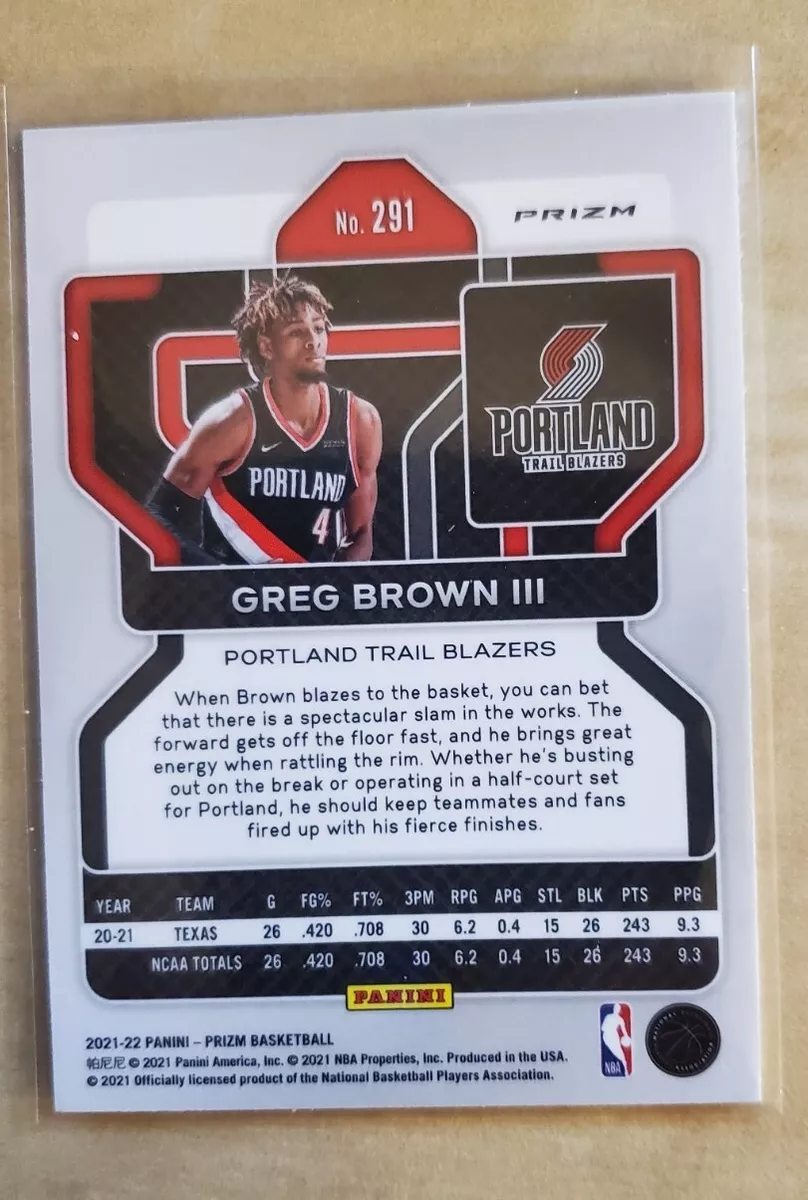 No. 291
PRIZM
PORTLAND
TRAIL BLAZERS
PORTLAND
4
GREG BROWN III
PORTLAND TRAIL BLAZERS
When Brown blazes to the basket, you can bet
that there is a spectacular slam in the works. The
forward gets off the floor fast, and he brings great
energy when rattling the rim. Whether he's busting
out on the break or operating in a half-court set
for Portland, he should keep teammates and fans
fired up with his fierce finishes.
YEAR TEAM G FG% FT% 3PM RPG APG STL BLK PTS PPG
20-21 TEXAS 26 .420 .708 30 6.2 0.4 15 26 243 9.3
NCAA TOTALS 26 .420 .708 30 6.2 0.4 15 26 243 9.3
PANINI
2021-22 PANINI – PRIZM BASKETBALL
帕尼尼 © 2021 Panini America, Inc. © 2021 NBA Properties, Inc. Produced in the USA.
© 2021 Officially licensed product of the National Basketball Players Association.
NBA